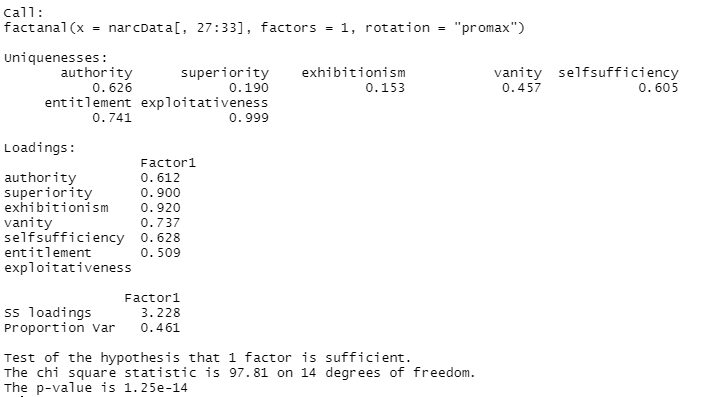 Call:
factanal(x = narcData[, 27:33], factors = 1, rotation = "promax")
Uniquenesses:
authority superiority exhibitionism vanity selfsufficiency
0.626 0.190 0.153 0.457 0.605
entitlement exploitativeness
0.741 0.999
Loadings:
Factor1
authority 0.612
superiority 0.900
exhibitionism 0.920
vanity 0.737
selfsufficiency 0.628
entitlement 0.509
exploitativeness
Factor1
SS loadings 3.228
Proportion Var 0.461
Test of the hypothesis that 1 factor is sufficient.
The chi square statistic is 97.81 on 14 degrees of freedom.
The p-value is 1.25e-14